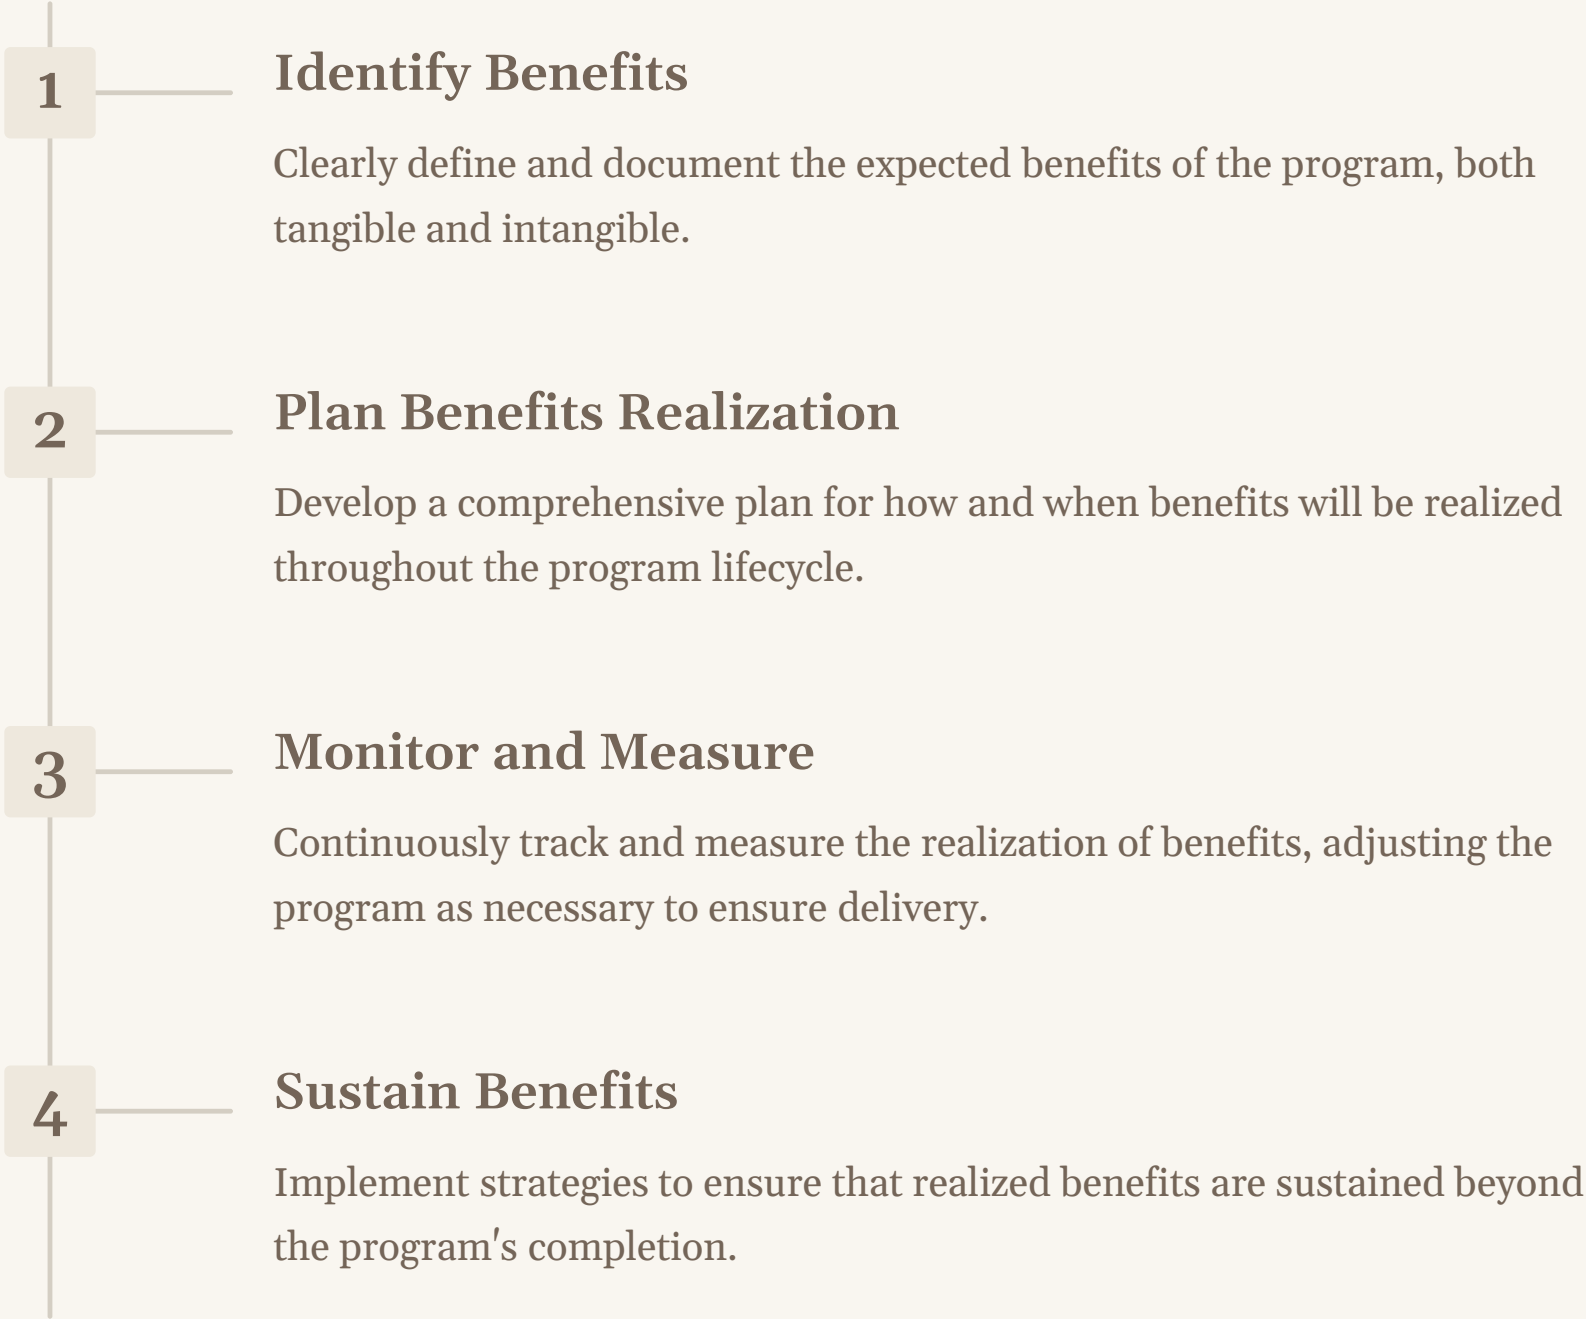 1
Identify Benefits
Clearly define and document the expected benefits of the program, both
tangible and intangible.
2
Plan Benefits Realization
Develop a comprehensive plan for how and when benefits will be realized
throughout the program lifecycle.
3
Monitor and Measure
Continuously track and measure the realization of benefits, adjusting the
program as necessary to ensure delivery.
4
Sustain Benefits
Implement strategies to ensure that realized benefits are sustained beyond
the program's completion.